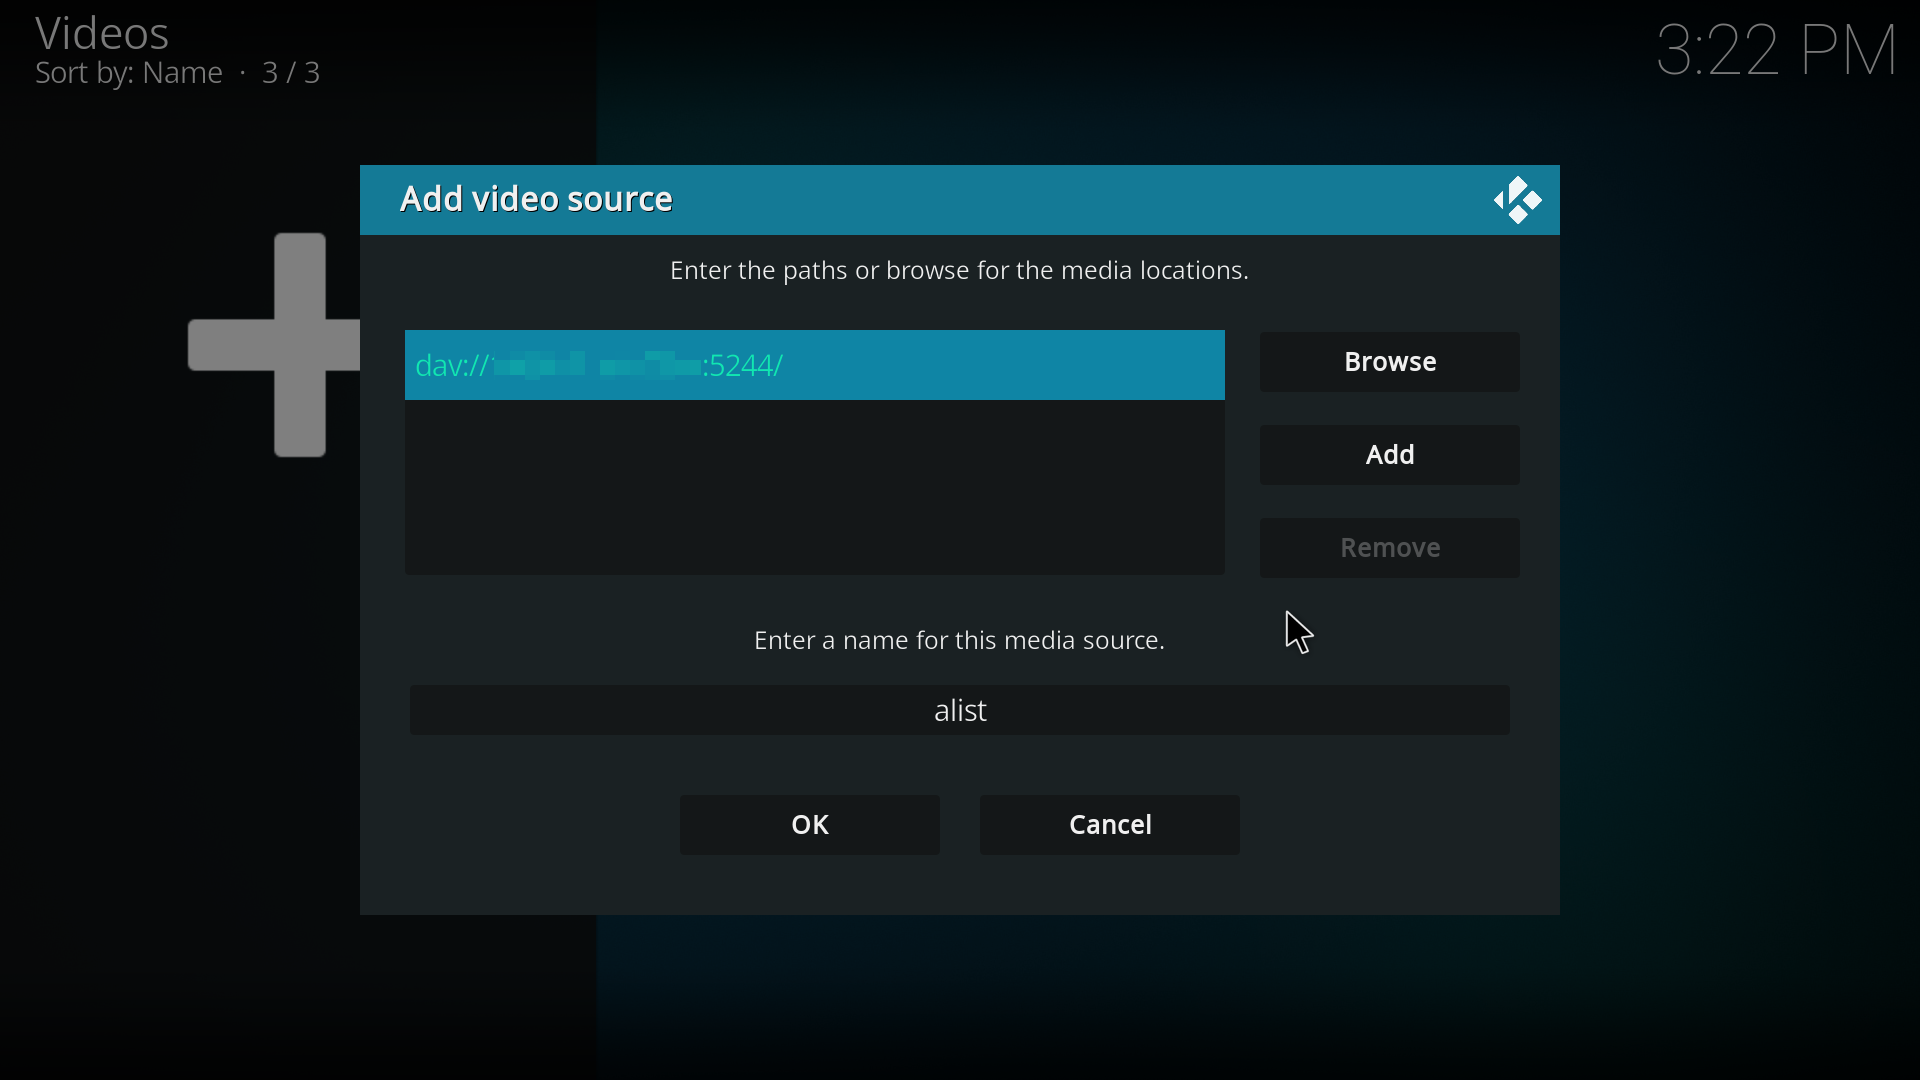 Videos
Sort by: Name · 3 / 3
3:22 PM
Add video source
Enter the paths or browse for the media locations.
dav:// :5244/
Browse
Add
Remove
Enter a name for this media source.
alist
OK
Cancel